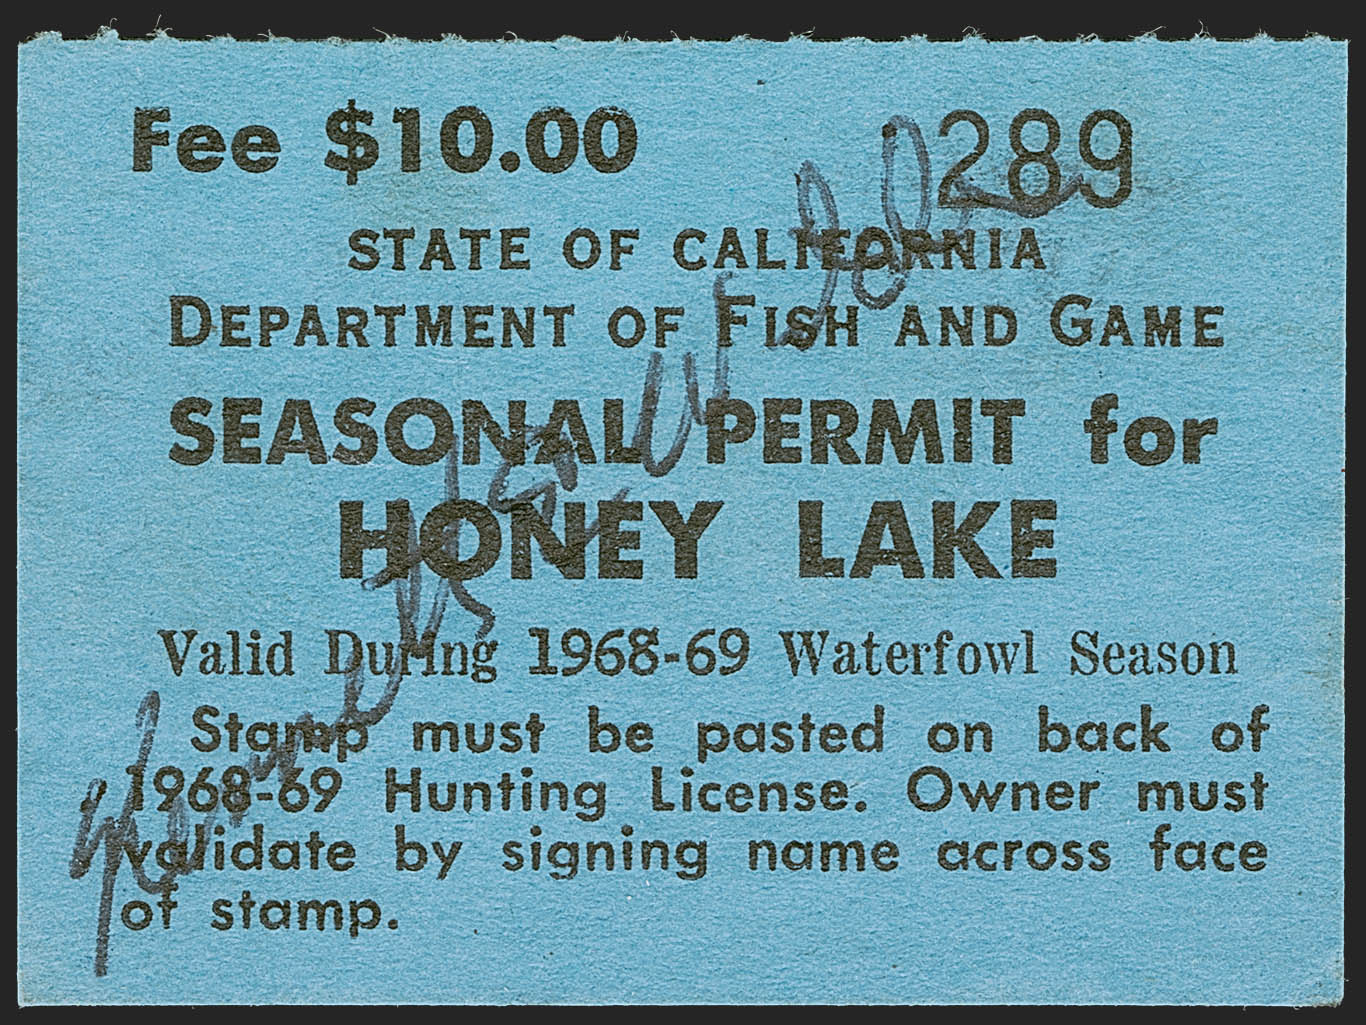 Fee $10.00 289
STATE OF CALIFORNIA
DEPARTMENT OF FISH AND GAME
SEASONAL PERMIT for
HONEY LAKE
Valid During 1968-69 Waterfowl Season
Stamp must be pasted on back of
1968-69 Hunting License. Owner must
validate by signing name across face
of stamp.